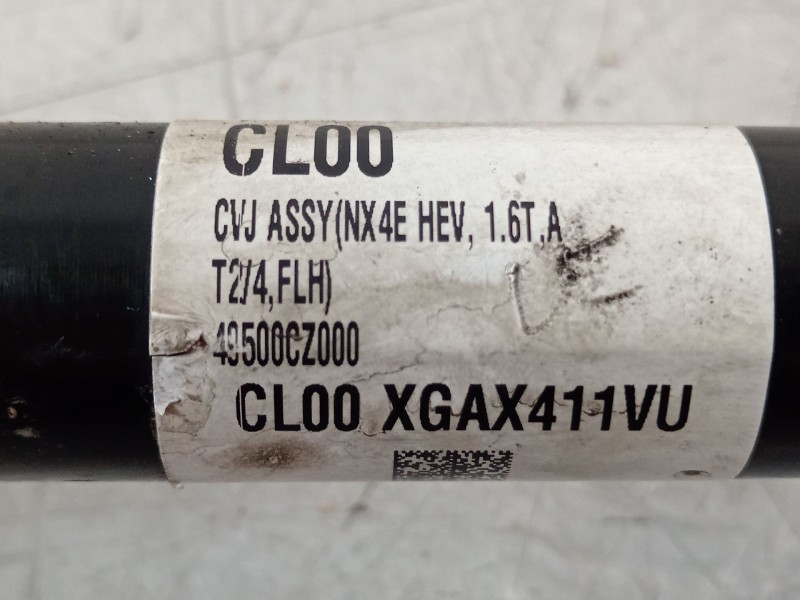 CL00
CVJ ASSY(NX4E HEV, 1.6T,A
T2/4,FLH)
49500CZ000
CL00 XGAX411VU